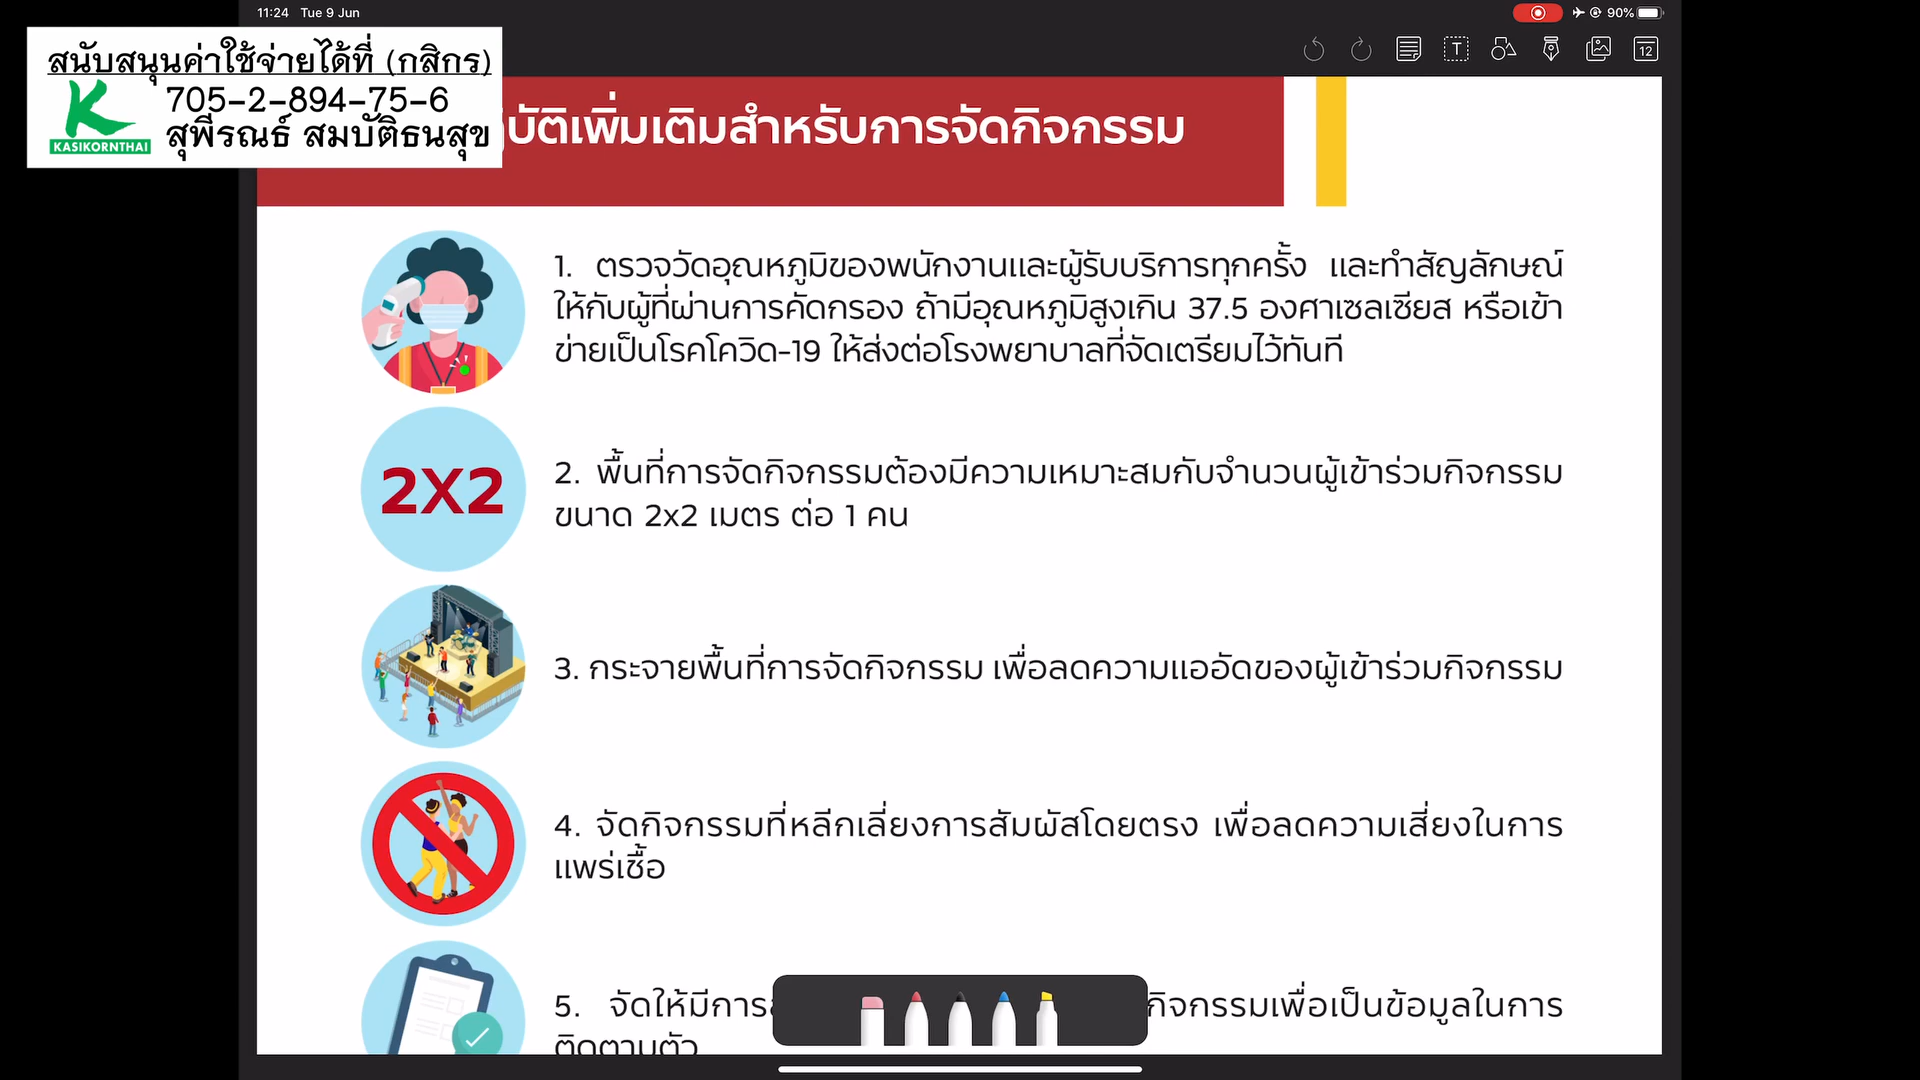 11:24 Tue 9 Jun
90%
สนับสนุนค่าใช้จ่ายได้ที่ (กสิกร)
705-2-894-75-6
สุพีรณธ์ สมบัติธนสุข
KASIKORNTHAI
T
12
บัติเพิ่มเติมสำหรับการจัดกิจกรรม
1. ตรวจวัดอุณหภูมิของพนักงานและผู้รับบริการทุกครั้ง และทำสัญลักษณ์
ให้กับผู้ที่ผ่านการคัดกรอง ถ้ามีอุณหภูมิสูงเกิน 37.5 องศาเซลเซียส หรือเข้า
ข่ายเป็นโรคโควิด-19 ให้ส่งต่อโรงพยาบาลที่จัดเตรียมไว้ทันที
2X2
2. พื้นที่การจัดกิจกรรมต้องมีความเหมาะสมกับจำนวนผู้เข้าร่วมกิจกรรม
ขนาด 2x2 เมตร ต่อ 1 คน
3. กระจายพื้นที่การจัดกิจกรรม เพื่อลดความแออัดของผู้เข้าร่วมกิจกรรม
4. จัดกิจกรรมที่หลีกเลี่ยงการสัมผัสโดยตรง เพื่อลดความเสี่ยงในการ
แพร่เชื้อ
5. จัดให้มีการ กิจกรรมเพื่อเป็นข้อมูลในการ
ติดตามตัว